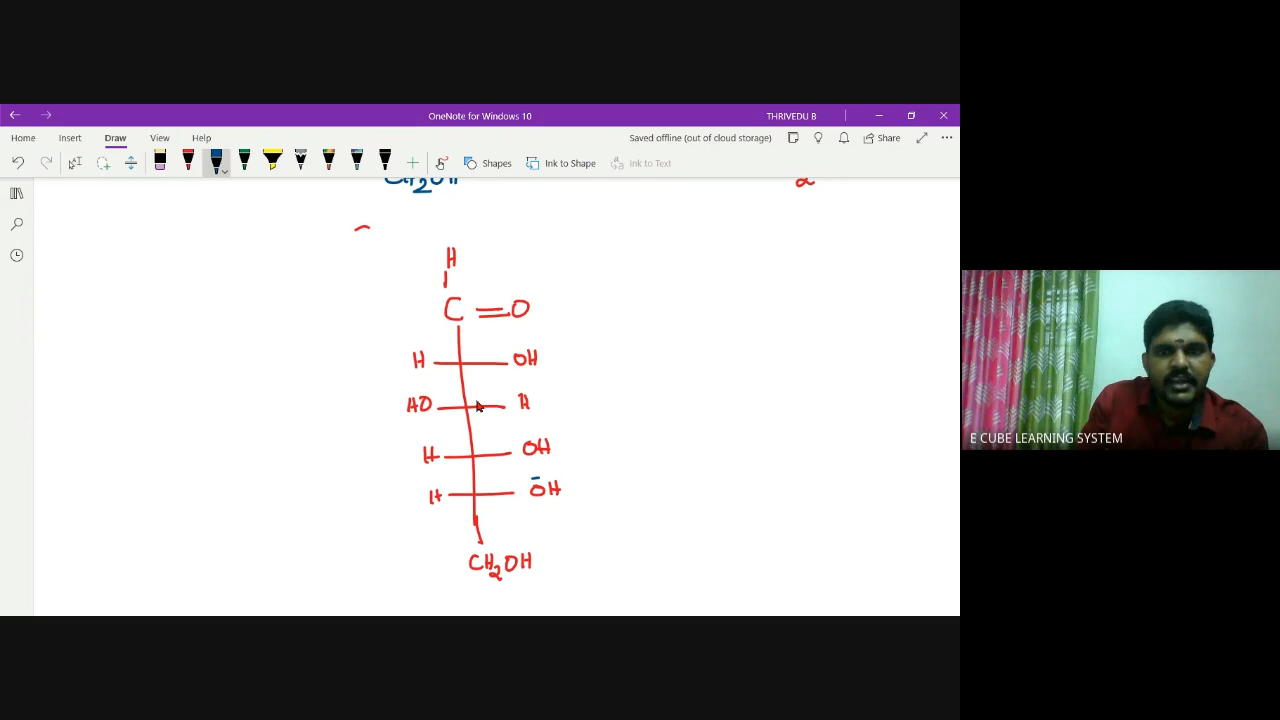 OneNote for Windows 10
THRIVEDU B
Home Insert Draw View Help
Saved offline (out of cloud storage)
Share
Shapes
Ink to Shape
Ink to Text
CH2OH
H
C=O
H OH
HO H
H OH
H OH
CH2OH
E CUBE LEARNING SYSTEM